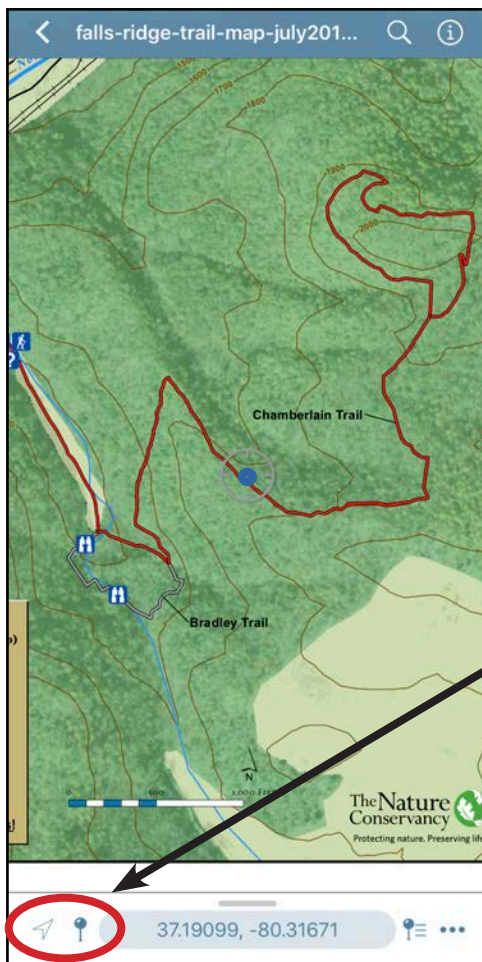 falls-ridge-trail-map-july201...
1500
1600
1700
1800
1900
2000
Chamberlain Trail
Bradley Trail
N
0
500
1,000 Feet
The Nature
Conservancy
Protecting nature. Preserving life
37.19099, -80.31671